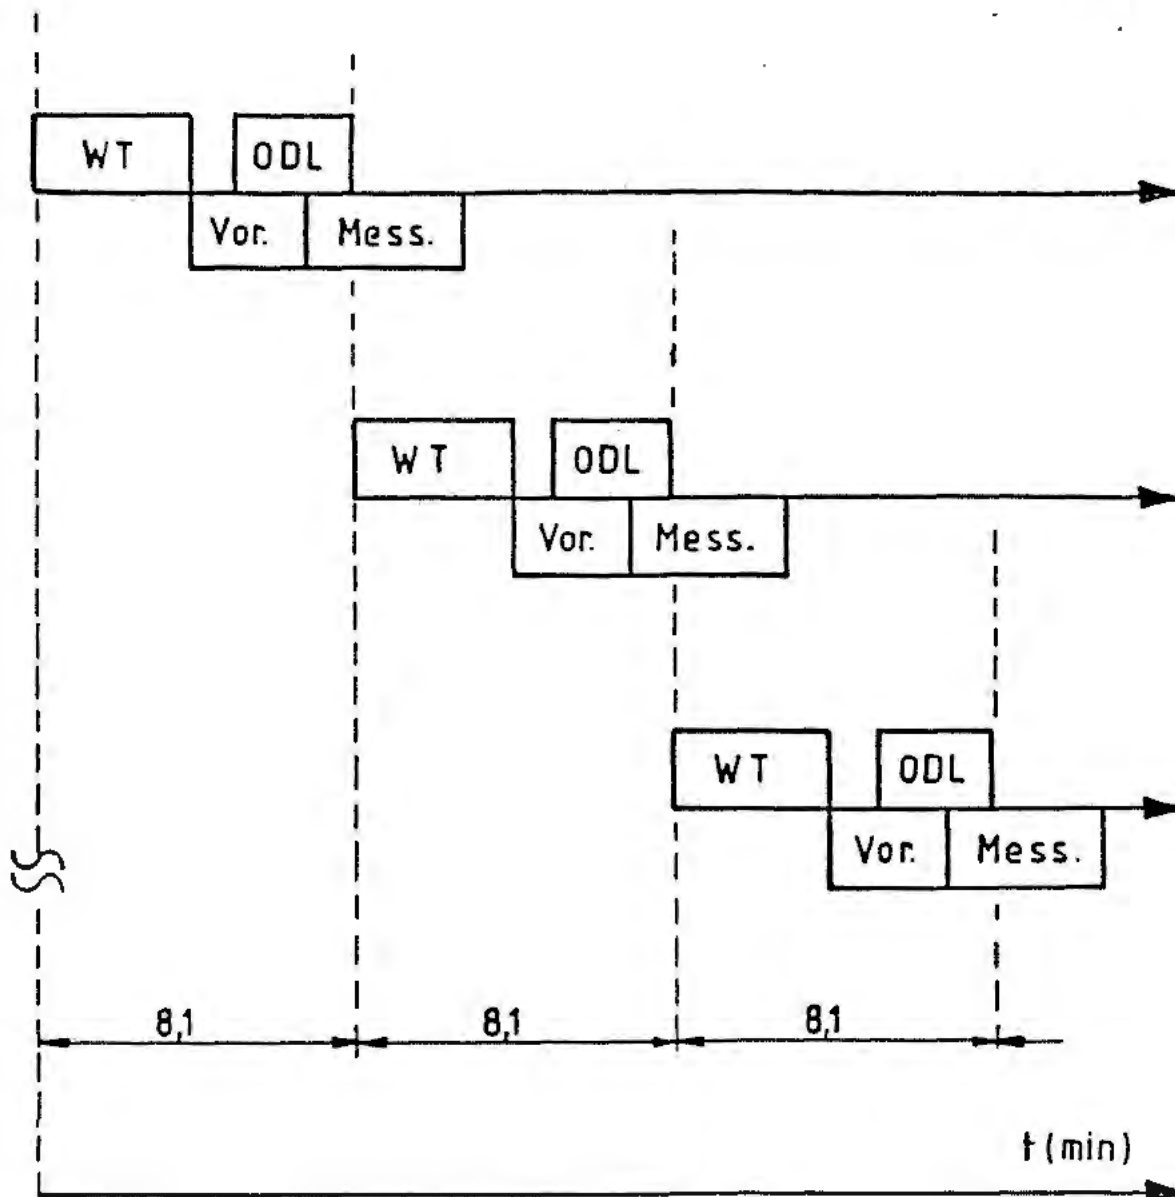 WT ODL
Vor. Mess.
WT ODL
Vor. Mess.
WT ODL
Vor. Mess.
8,1 8,1 8,1
t (min)